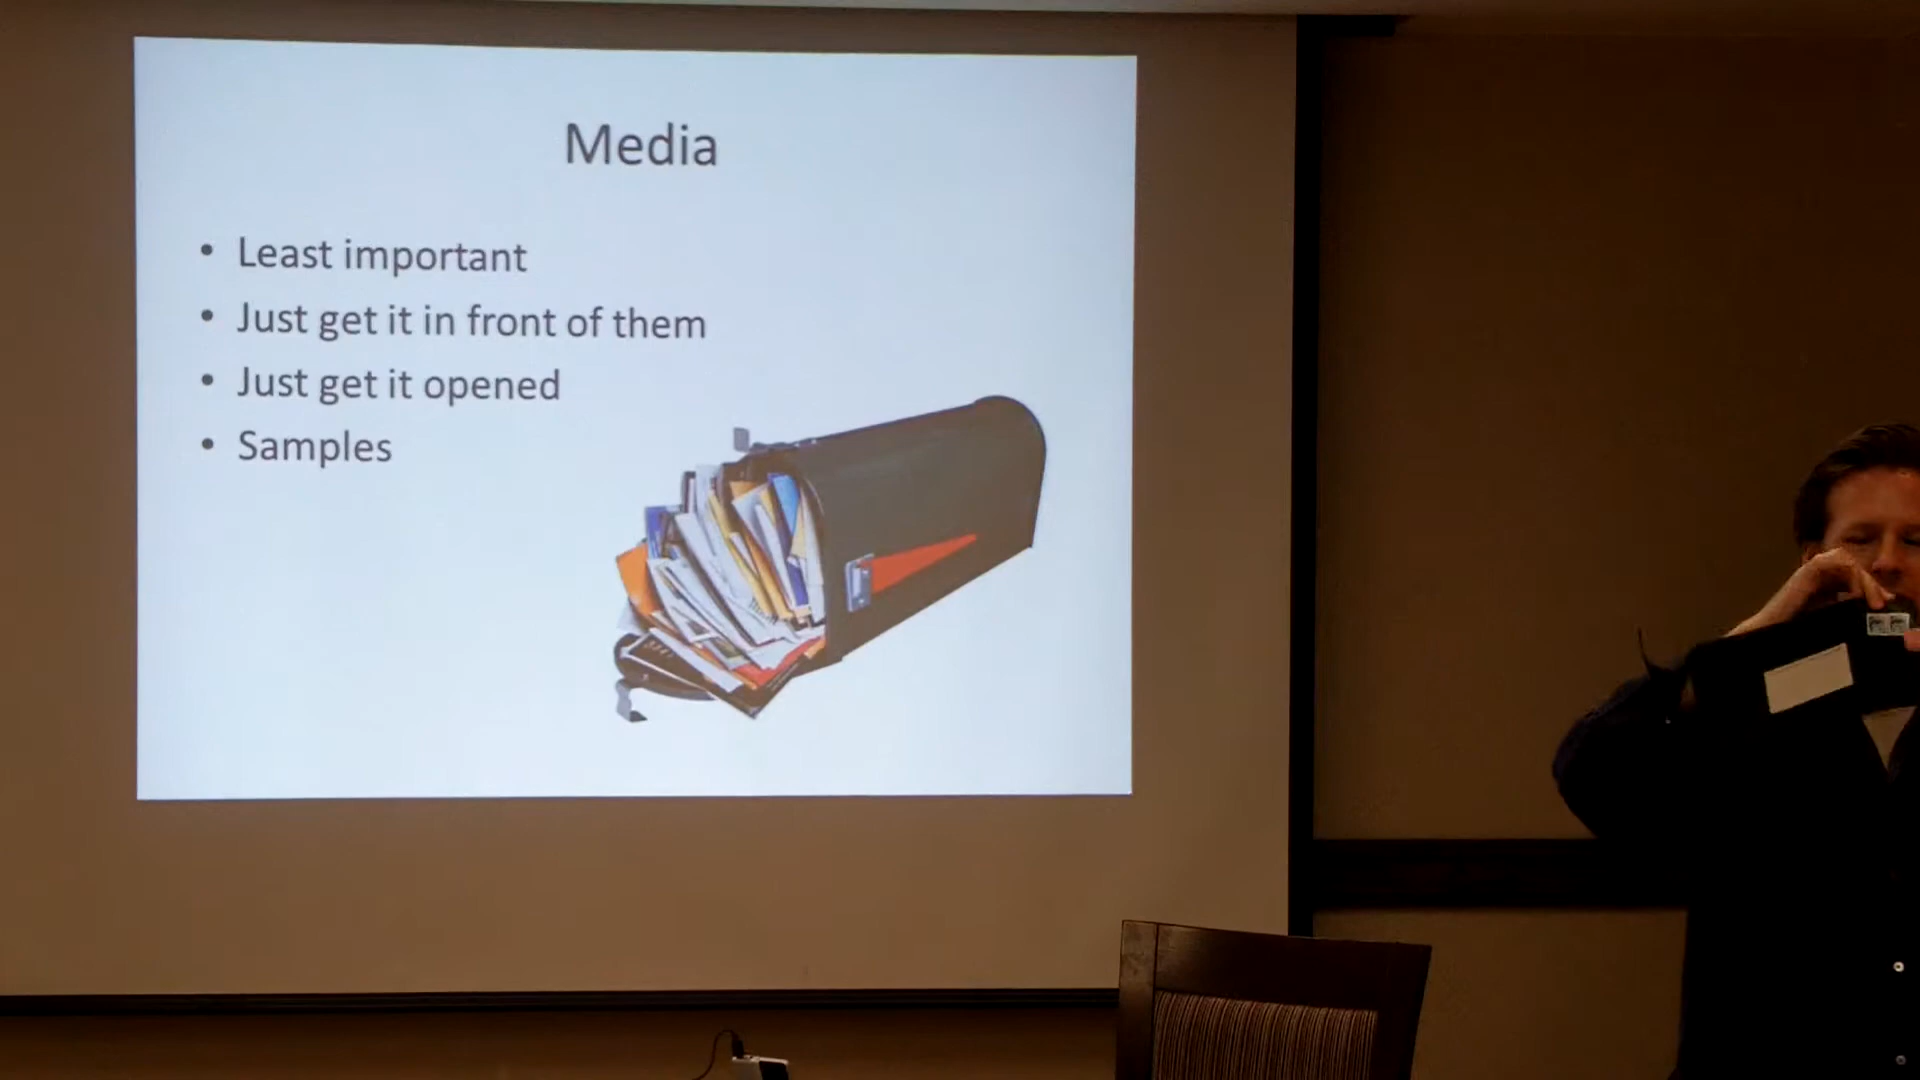 Media
• Least important
• Just get it in front of them
• Just get it opened
• Samples